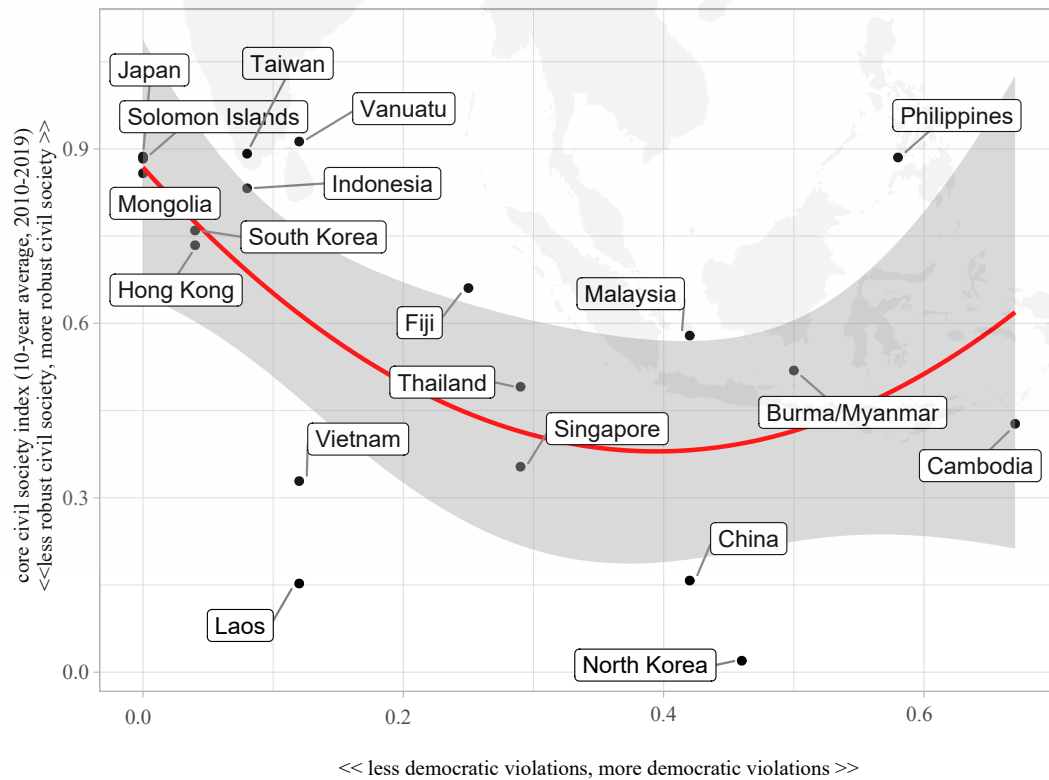 core civil society index (10-year average, 2010-2019)
<<less robust civil society, more robust civil society >>
0.9
0.6
0.3
0.0
Japan
Taiwan
Solomon Islands
Vanuatu
Philippines
Indonesia
Mongolia
South Korea
Hong Kong
Malaysia
Fiji
Thailand
Burma/Myanmar
Singapore
Vietnam
Cambodia
China
Laos
North Korea
0.0
0.2
0.4
0.6
<< less democratic violations, more democratic violations >>